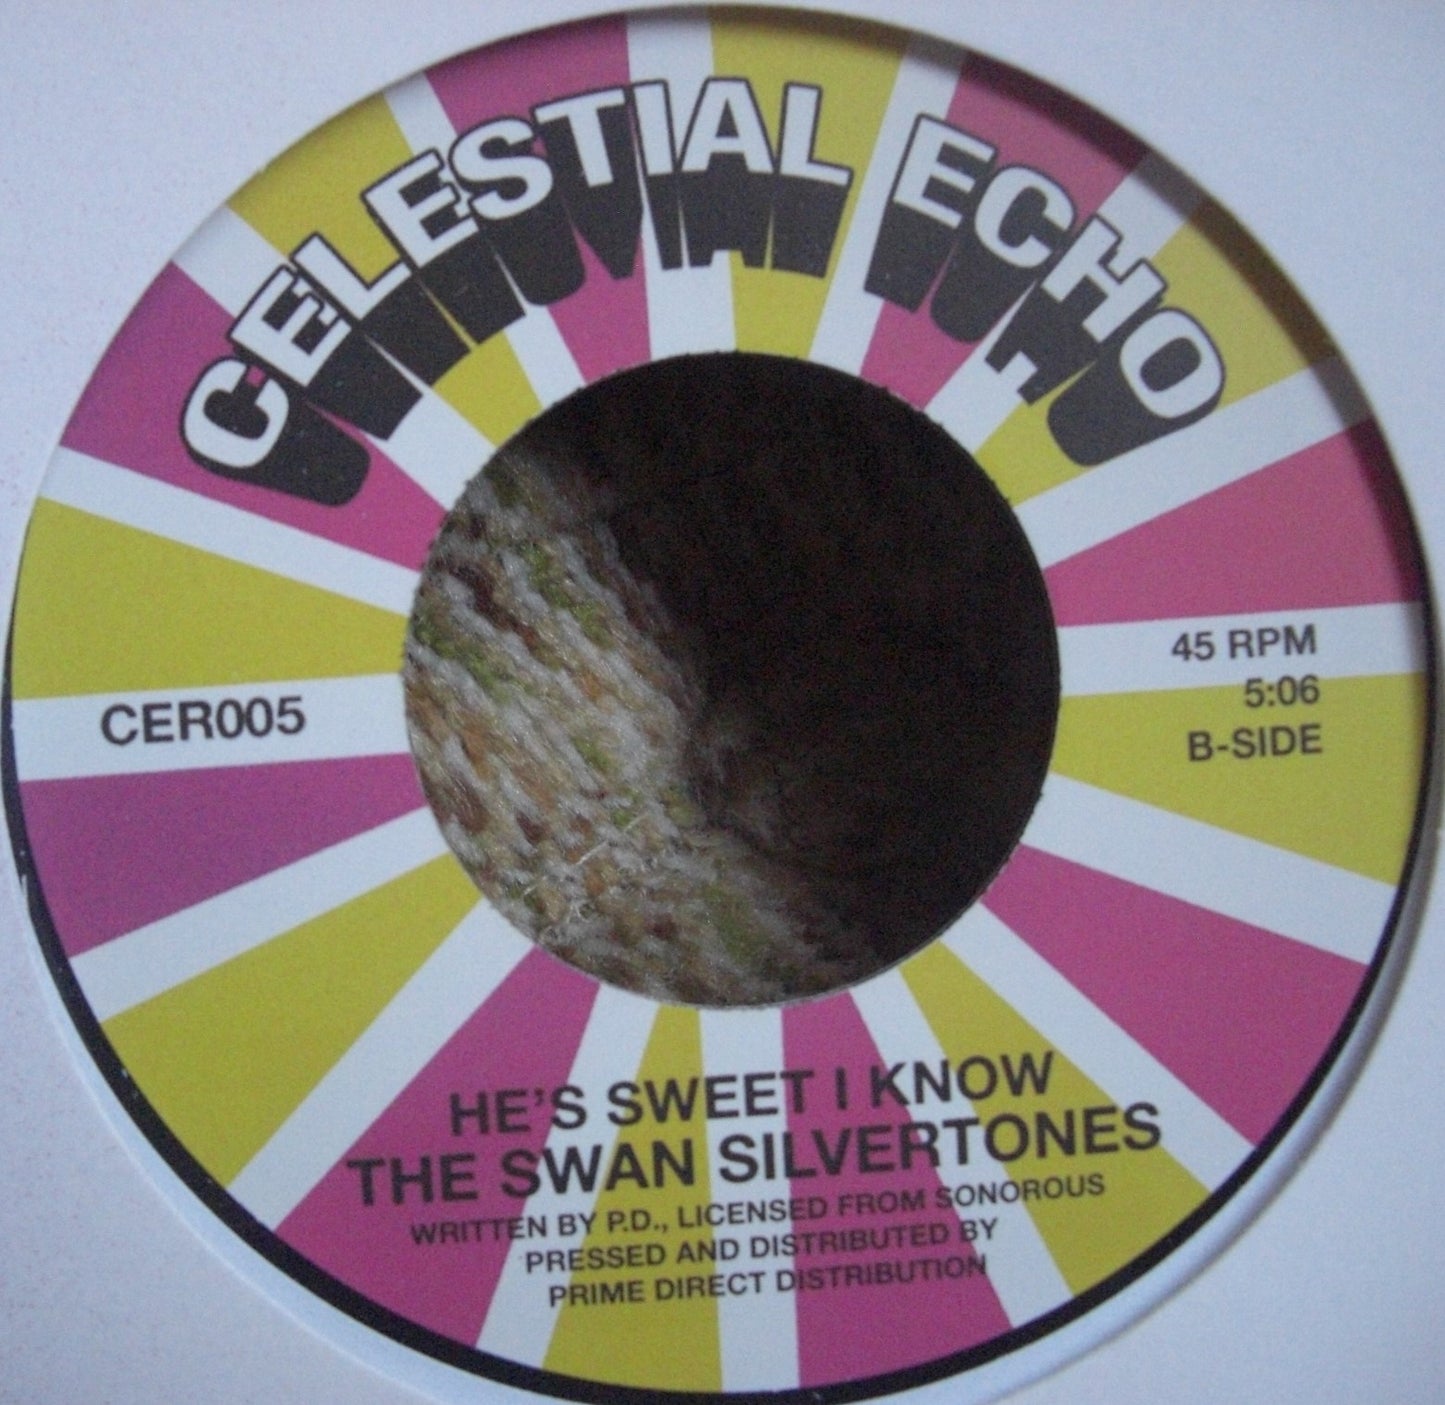 CELESTIAL ECHO
CER005
45 RPM
5:06
B-SIDE
HE'S SWEET I KNOW
THE SWAN SILVERTONES
WRITTEN BY P.D., LICENSED FROM SONOROUS
PRESSED AND DISTRIBUTED BY
PRIME DIRECT DISTRIBUTION